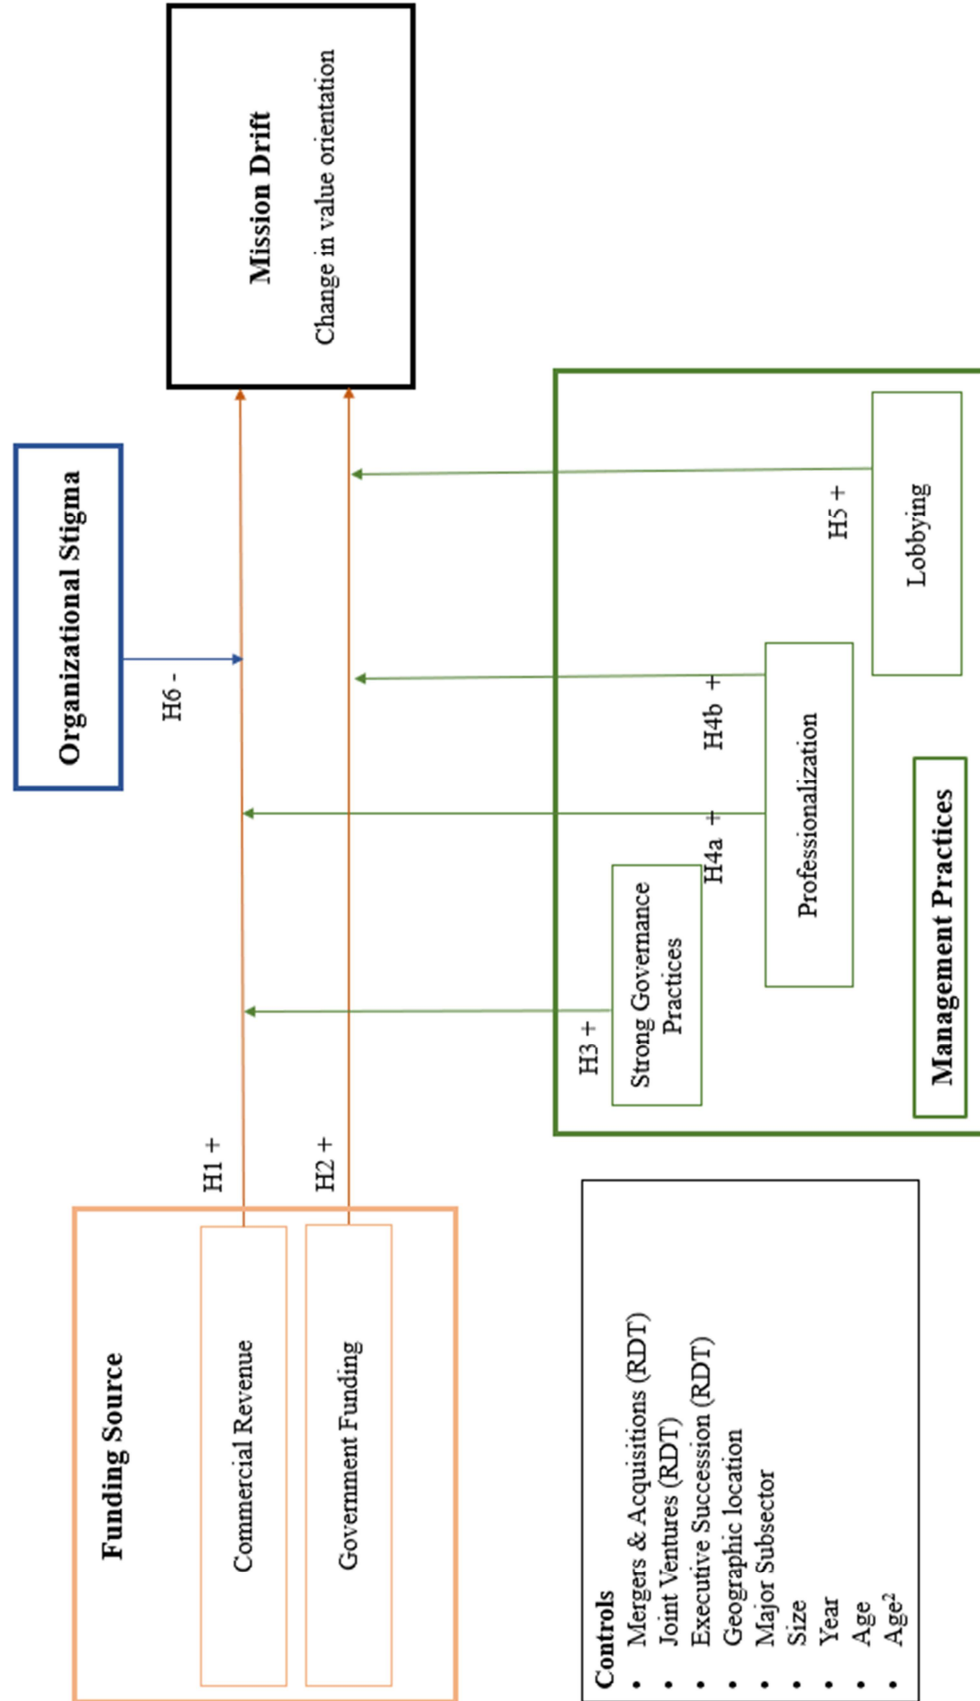 Organizational Stigma
H6 -
Funding Source
Commercial Revenue
Government Funding
H1 +
H2 +
Mission Drift
Change in value orientation
H3 +
Strong Governance
Practices
H4a +
H4b +
Professionalization
H5 +
Lobbying
Management Practices
Controls
• Mergers & Acquisitions (RDT)
• Joint Ventures (RDT)
• Executive Succession (RDT)
• Geographic location
• Major Subsector
• Size
• Year
• Age
• Age²